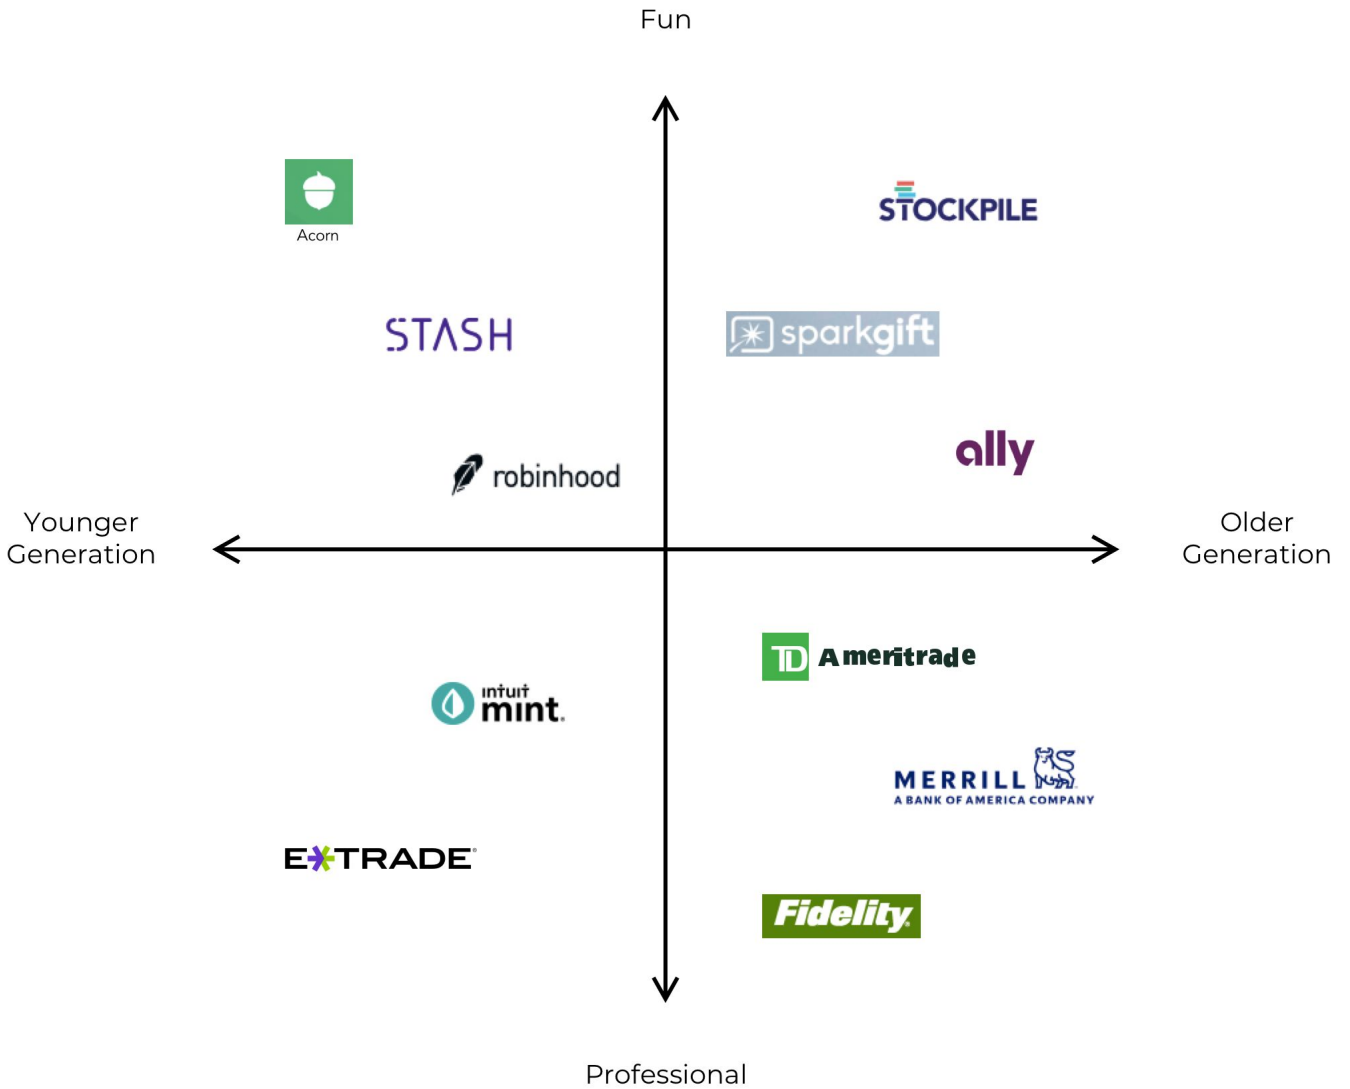 Fun
Acorn
STOCKPILE
STASH
sparkgift
ally
robinhood
Younger
Generation
Older
Generation
TD Ameritrade
intuit
mint.
MERRILL
A BANK OF AMERICA COMPANY
E*TRADE®
Fidelity®
Professional